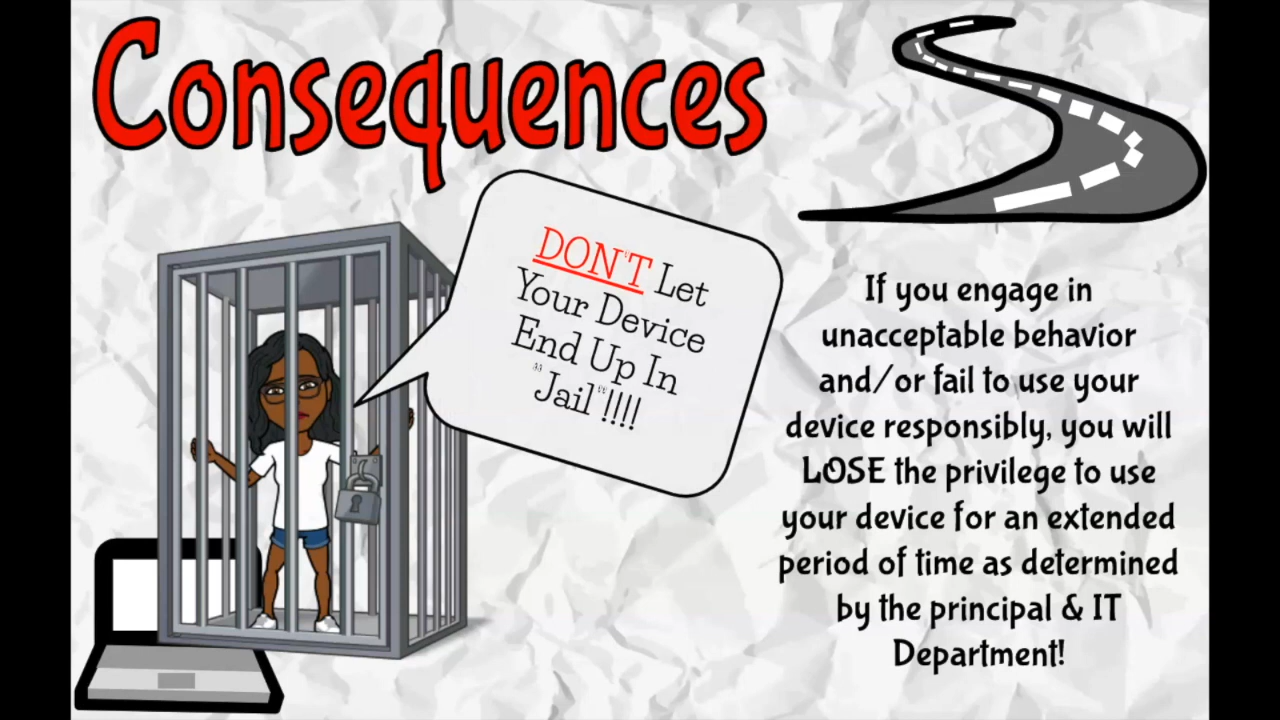 Consequences
DON'T Let
Your Device
End Up In
"Jail"!!!!
If you engage in
unacceptable behavior
and/or fail to use your
device responsibly, you will
LOSE the privilege to use
your device for an extended
period of time as determined
by the principal & IT
Department!